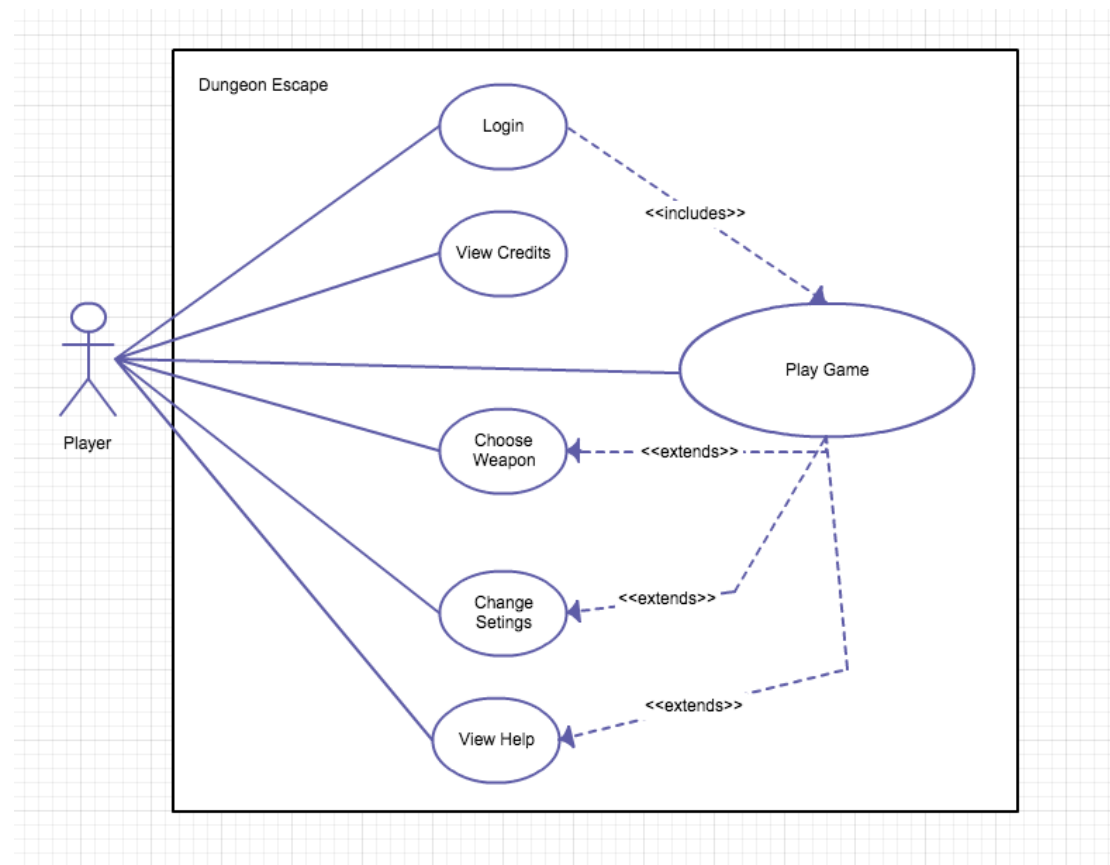 Dungeon Escape
Login
<<includes>>
View Credits
Play Game
Player
Choose
Weapon
<<extends>>
Change
Setings
<<extends>>
View Help
<<extends>>